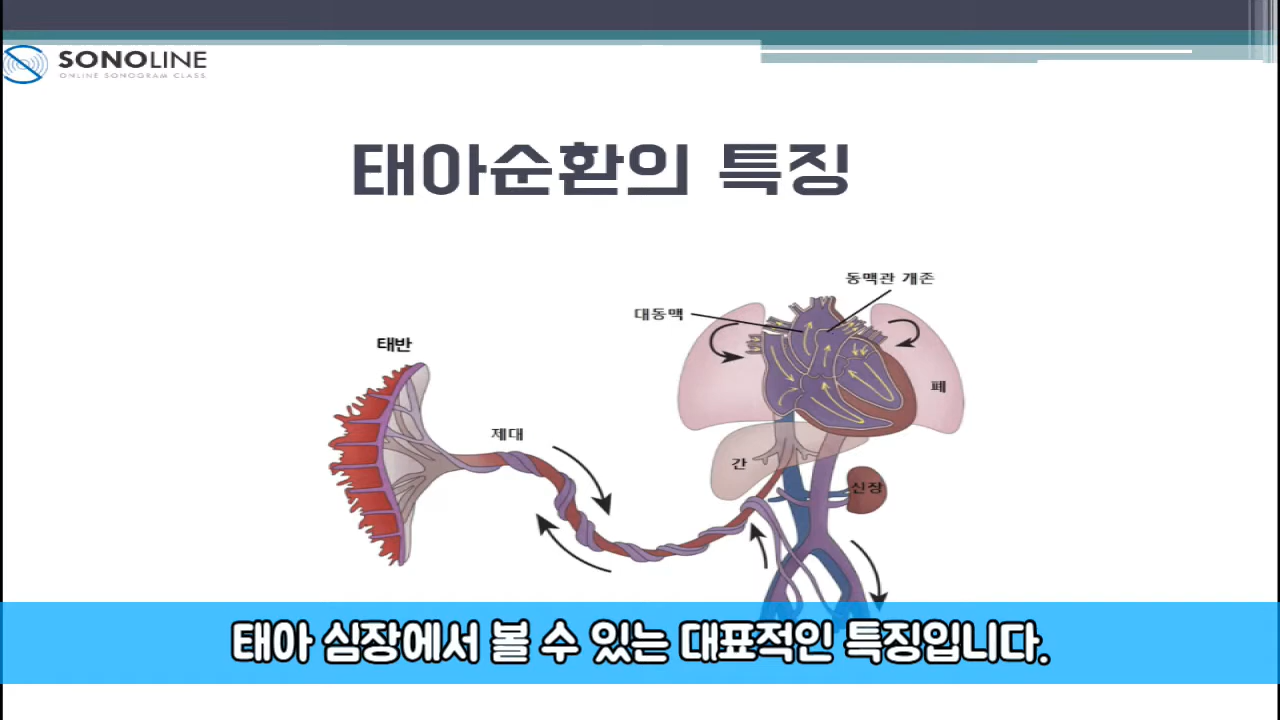 SONOLINE
ONLINE SONOGRAM CLASS
태아순환의 특징
동맥관 개존
대동맥
태반
폐
제대
간
신장
태아 심장에서 볼 수 있는 대표적인 특징입니다.